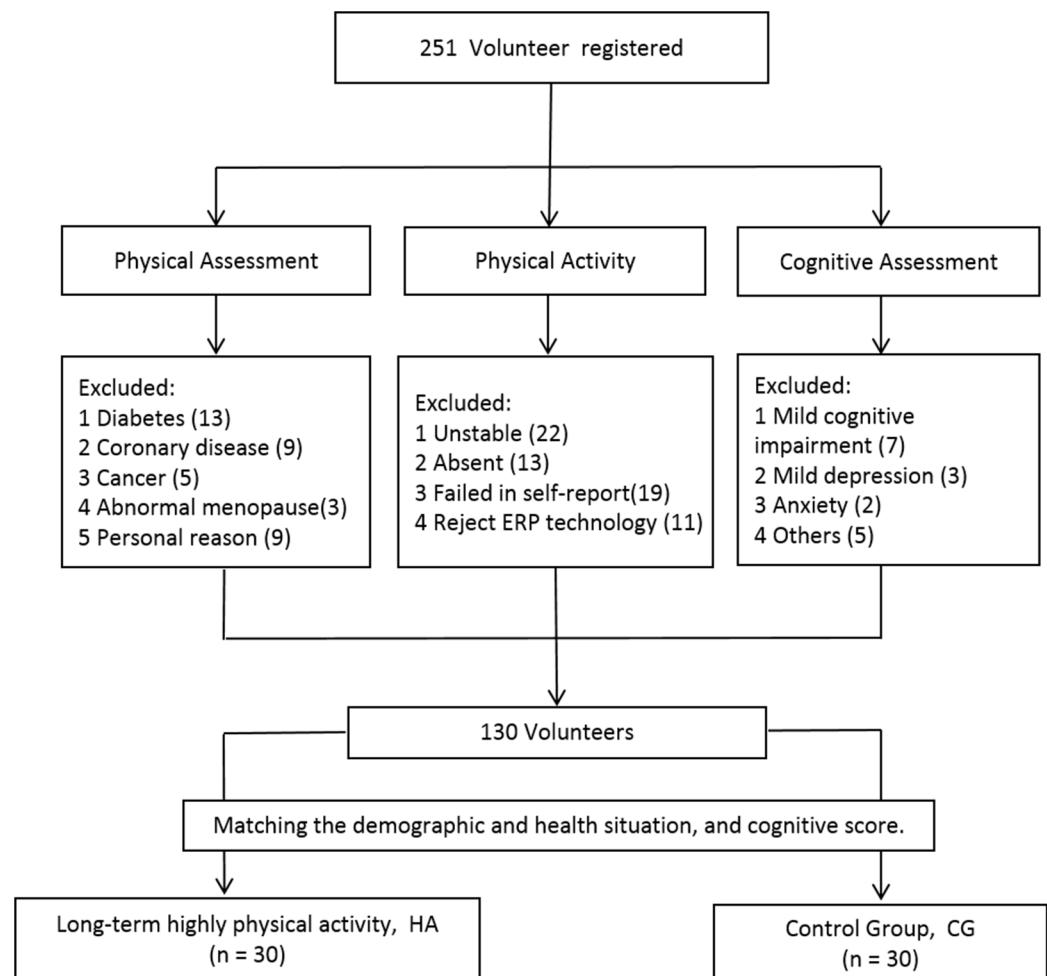 251 Volunteer registered
Physical Assessment
Physical Activity
Cognitive Assessment
Excluded:
1 Diabetes (13)
2 Coronary disease (9)
3 Cancer (5)
4 Abnormal menopause(3)
5 Personal reason (9)
Excluded:
1 Unstable (22)
2 Absent (13)
3 Failed in self-report(19)
4 Reject ERP technology (11)
Excluded:
1 Mild cognitive
impairment (7)
2 Mild depression (3)
3 Anxiety (2)
4 Others (5)
130 Volunteers
Matching the demographic and health situation, and cognitive score.
Long-term highly physical activity, HA
(n = 30)
Control Group, CG
(n = 30)